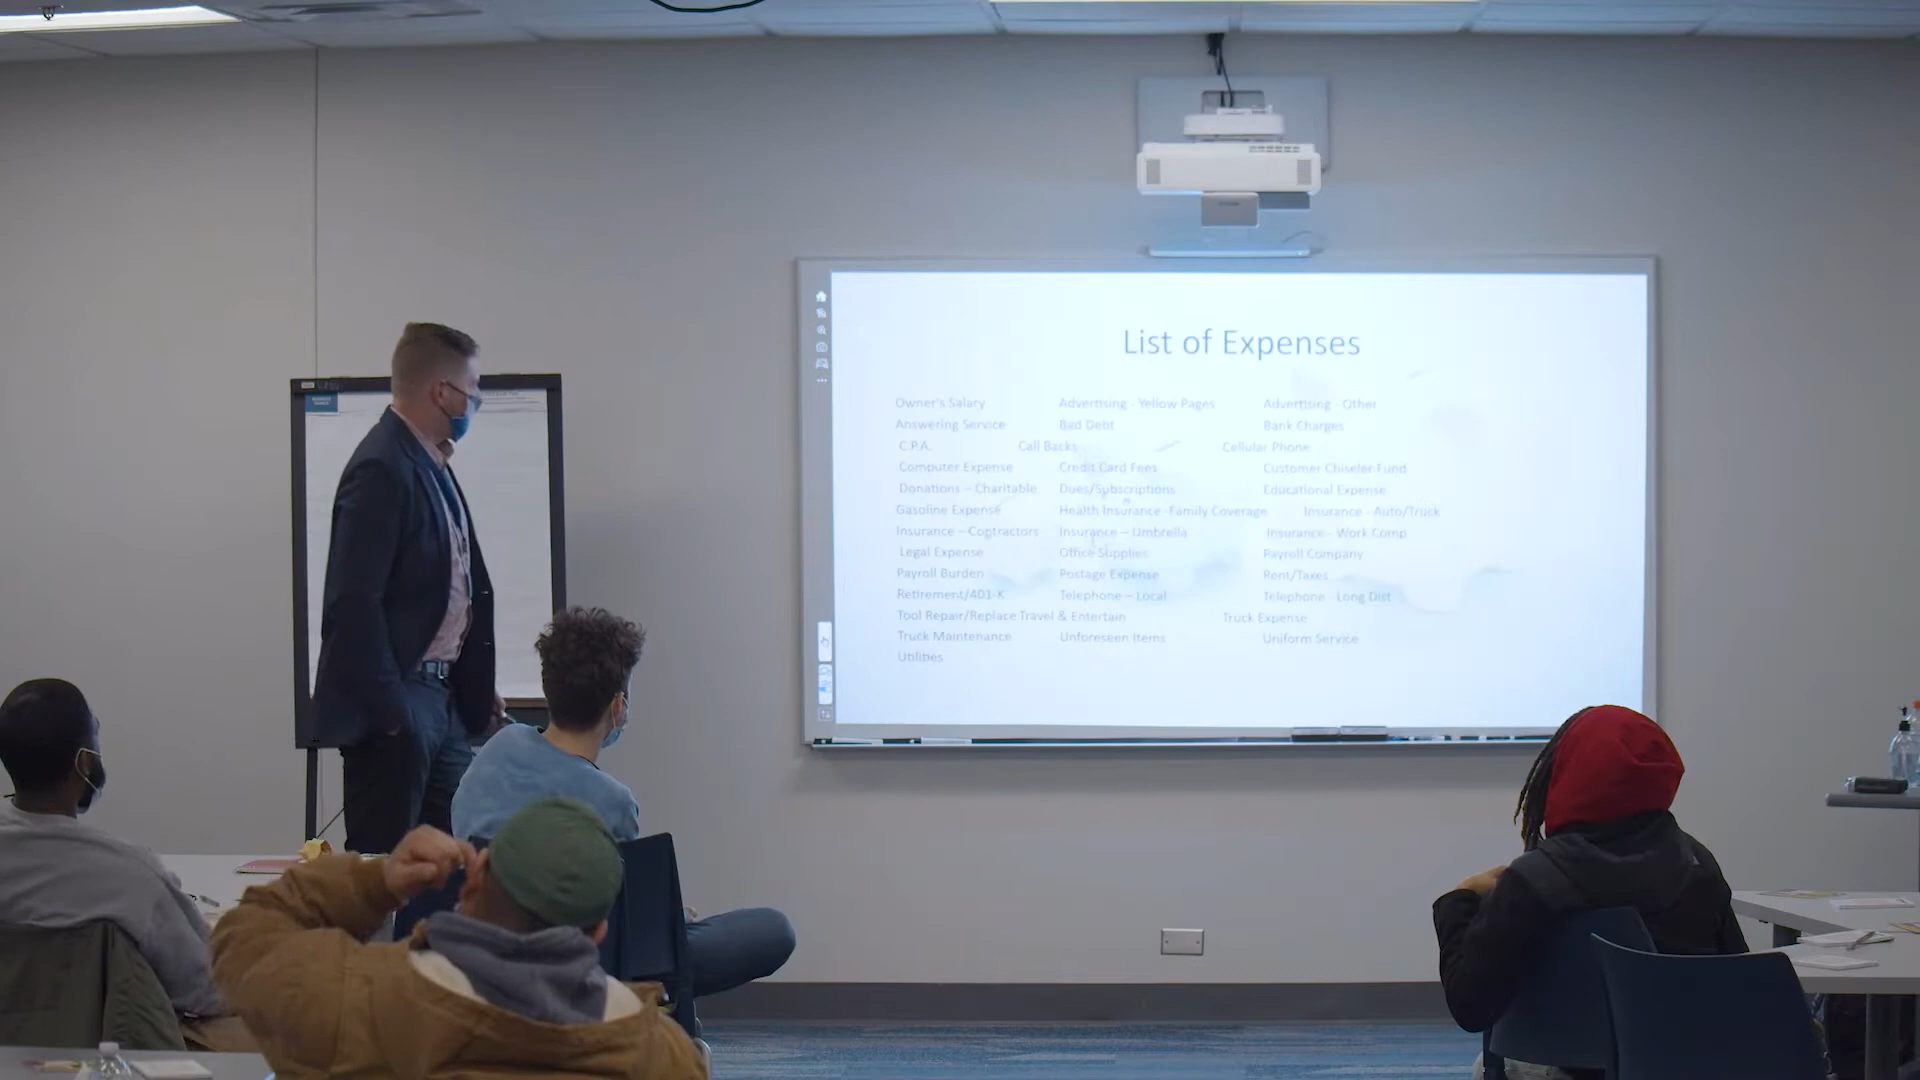 List of Expenses
Owner's Salary Advertising - Yellow Pages Advertising - Other
Answering Service Bad Debt Bank Charges
C.P.A. Call Backs Cellular Phone
Computer Expense Credit Card Fees Customer Chiseler Fund
Donations – Charitable Dues/Subscriptions Educational Expense
Gasoline Expense Health Insurance -Family Coverage Insurance - Auto/Truck
Insurance – Contractors Insurance – Umbrella Insurance - Work Comp
Legal Expense Office Supplies Payroll Company
Payroll Burden Postage Expense Rent/Taxes
Retirement/401-K Telephone – Local Telephone - Long Dist
Tool Repair/Replace Travel & Entertain Truck Expense
Truck Maintenance Unforeseen Items Uniform Service
Utilities